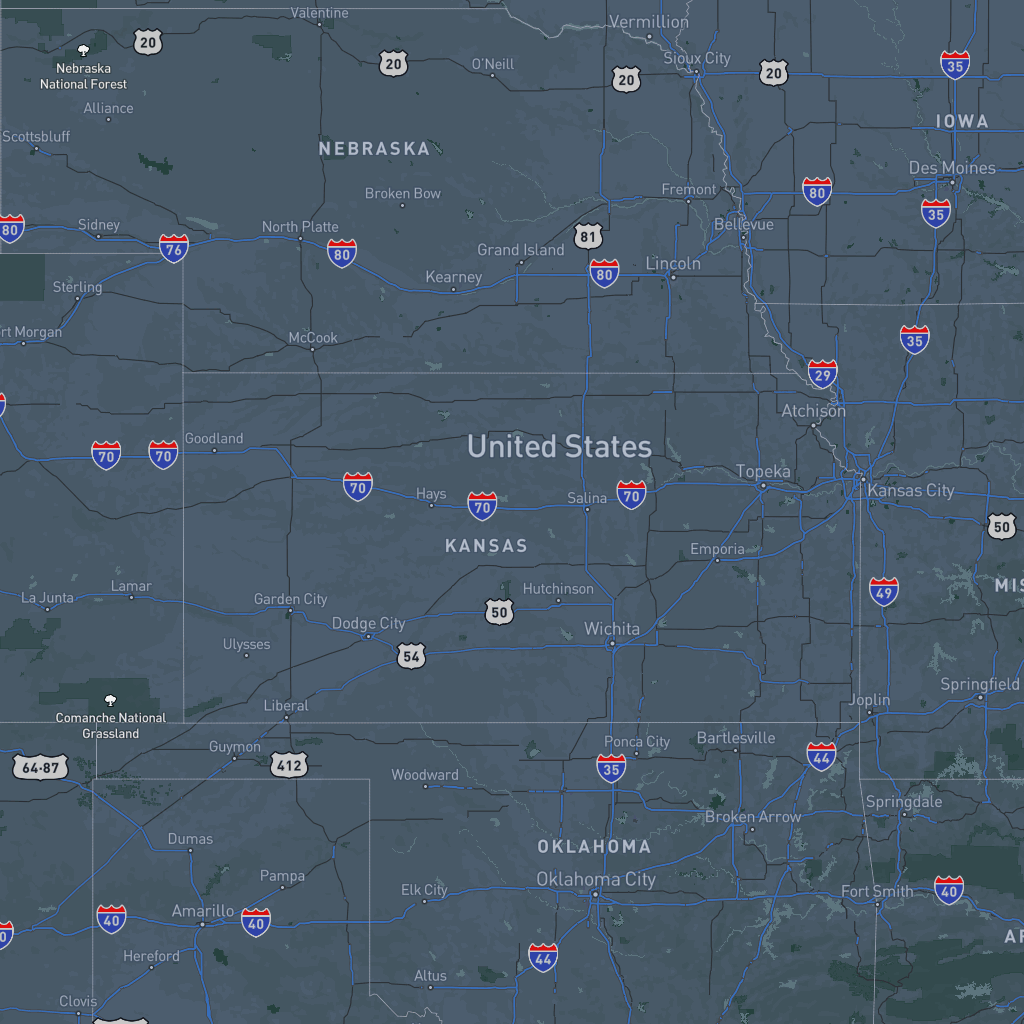 Valentine
Vermillion
20
Nebraska
National Forest
20
O'Neill
20
Sioux City
20
35
IOWA
Alliance
Scottsbluff
NEBRASKA
Des Moines
Broken Bow
Fremont
80
35
80
Sidney
76
North Platte
80
Grand Island
81
Bellevue
Kearney
80
Lincoln
Sterling
rt Morgan
McCook
35
29
Atchison
70
70
Goodland
United States
70
Hays
70
Salina
70
Topeka
Kansas City
50
KANSAS
Emporia
La Junta
Lamar
Garden City
50
Hutchinson
49
MIS
Dodge City
Ulysses
54
Wichita
Comanche National
Grassland
Liberal
Joplin
Springfield
64·87
Guymon
412
Woodward
Ponca City
35
Bartlesville
44
Dumas
Broken Arrow
Springdale
OKLAHOMA
Pampa
Elk City
Oklahoma City
Fort Smith
40
0
40
Amarillo
40
AR
Hereford
Altus
44
Clovis